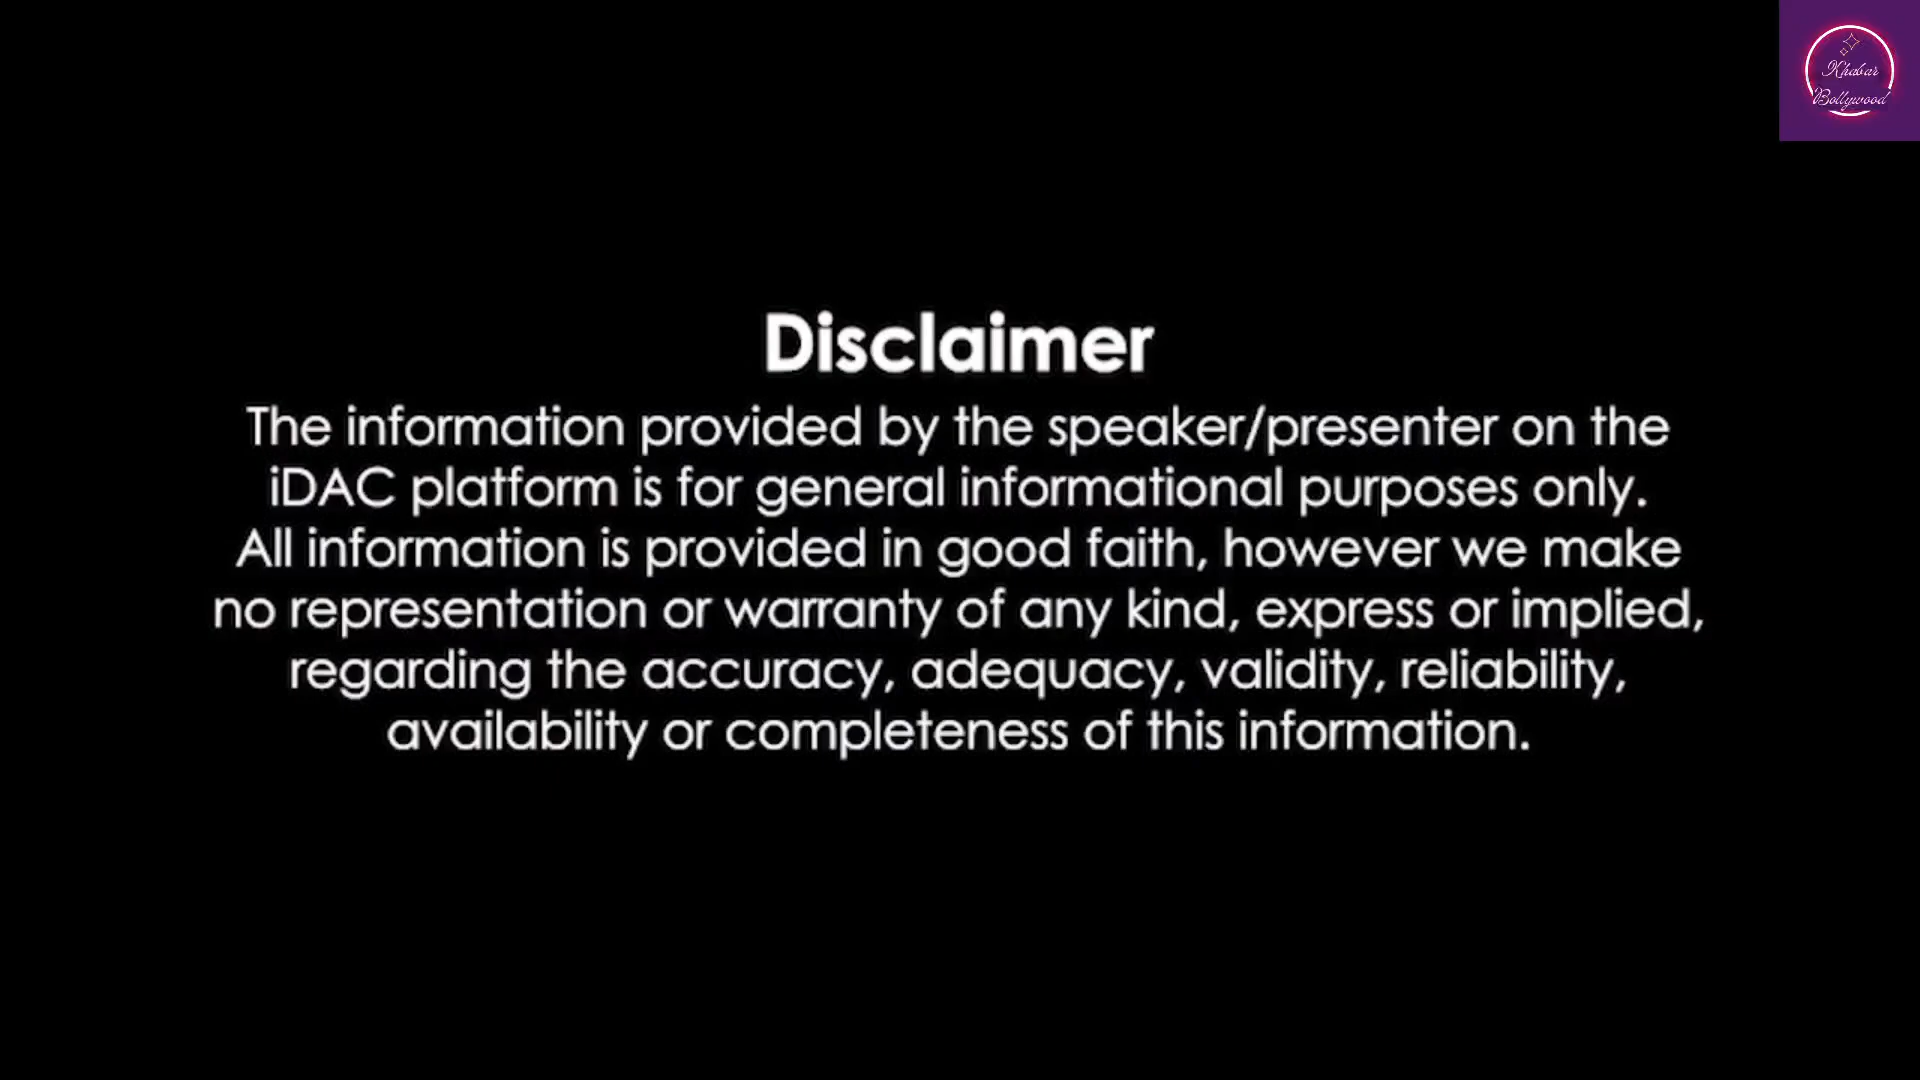 Khabar
Bollywood
Disclaimer
The information provided by the speaker/presenter on the
iDAC platform is for general informational purposes only.
All information is provided in good faith, however we make
no representation or warranty of any kind, express or implied,
regarding the accuracy, adequacy, validity, reliability,
availability or completeness of this information.